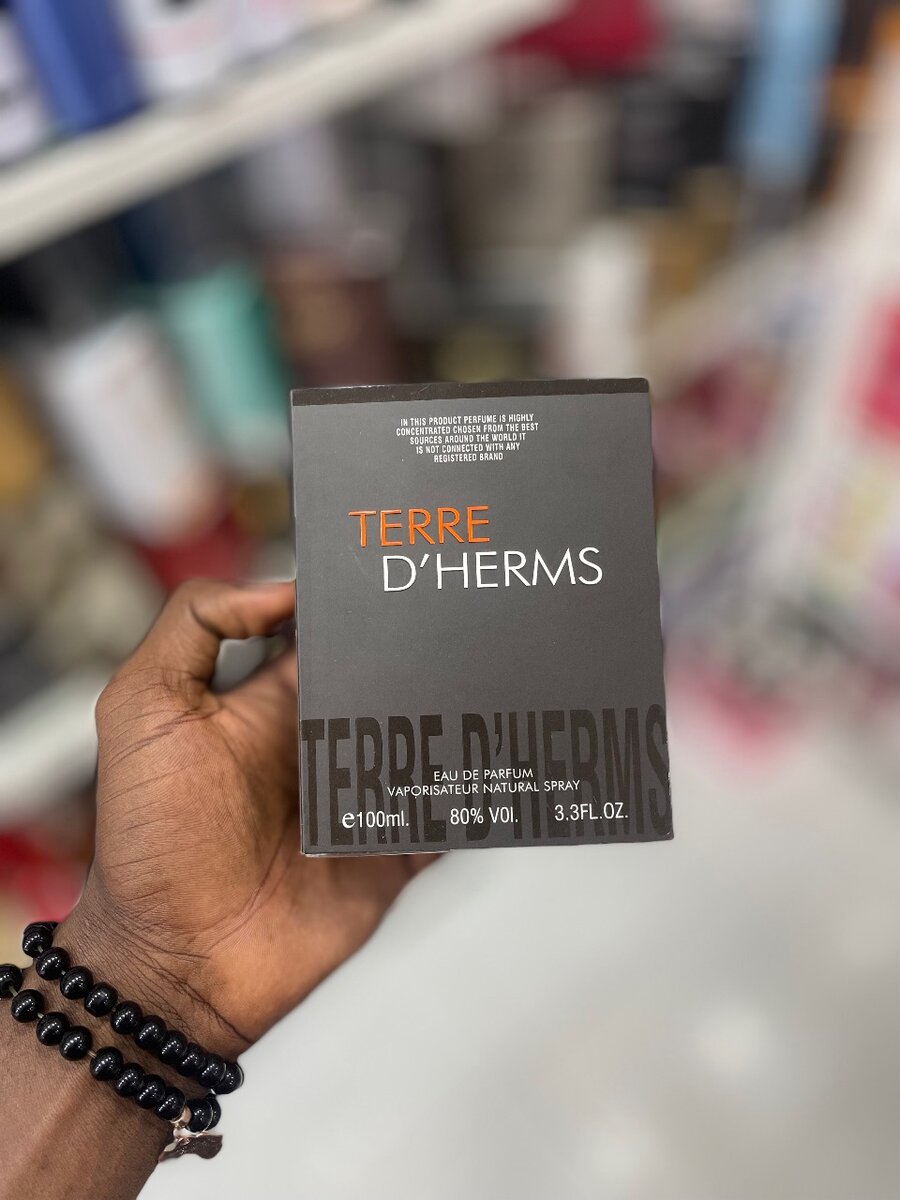 IN THIS PRODUCT PERFUME IS HIGHLY
CONCENTRATED CHOSEN FROM THE BEST
SOURCES AROUND THE WORLD IT
IS NOT CONNECTED WITH ANY
REGISTERED BRAND
TERRE
D'HERMS
TERRE D'HERMS
EAU DE PARFUM
VAPORISATEUR NATURAL SPRAY
e100ml. 80% V0l. 3.3FL.OZ.